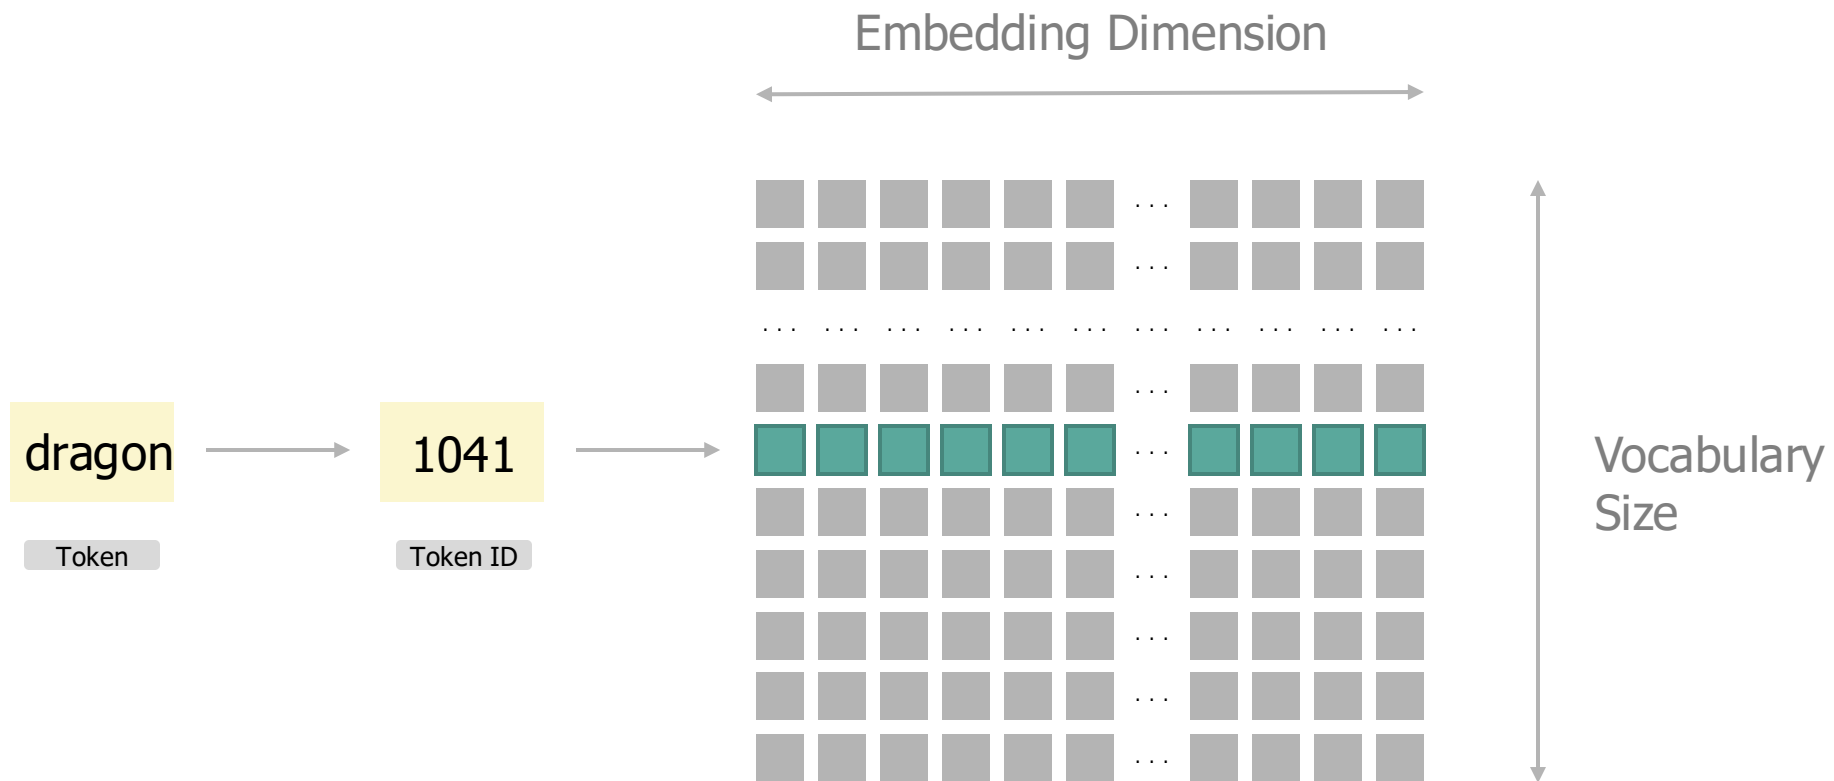 Embedding Dimension
. . .
. . .
. . . . . . . . . . . . . . . . . . . . . . . . . . . . . . . . .
. . .
dragon
1041
. . .
Vocabulary
Size
. . .
Token
Token ID
. . .
. . .
. . .
. . .